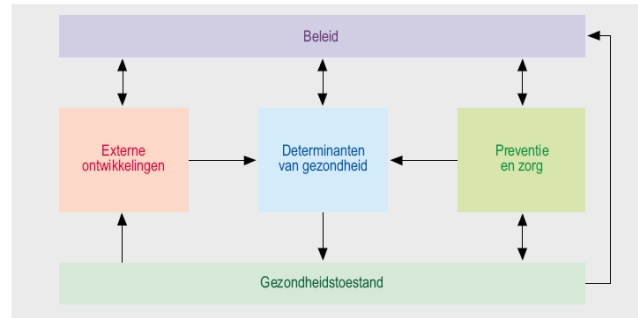 Beleid
Externe
ontwikkelingen
Determinanten
van gezondheid
Preventie
en zorg
Gezondheidstoestand